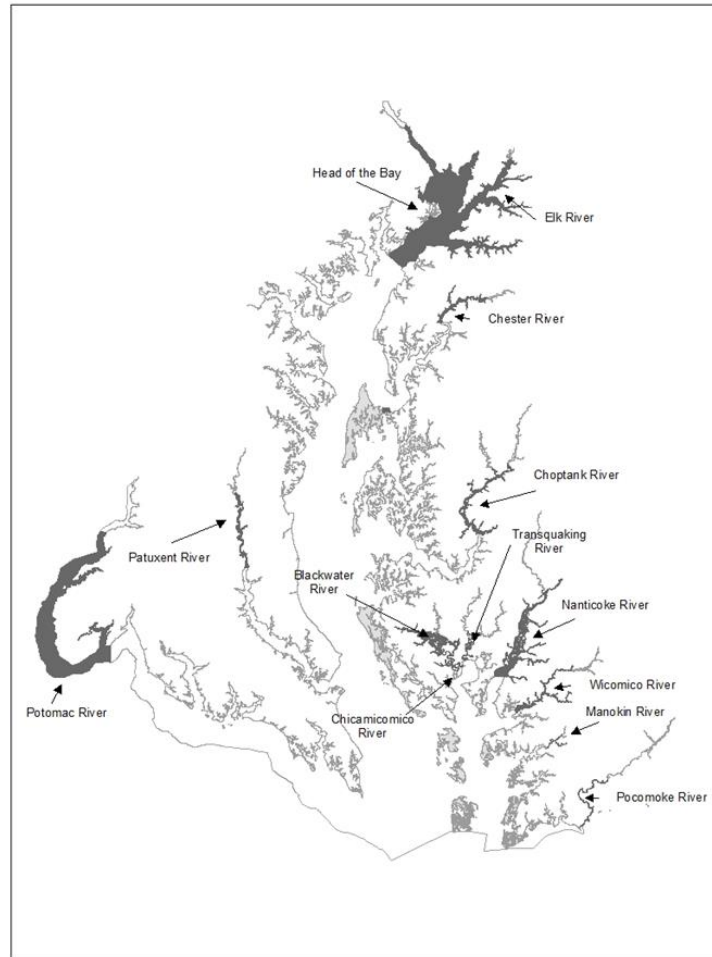 Head of the Bay
Elk River
Chester River
Choptank River
Transquaking
River
Patuxent River
Blackwater
River
Nanticoke River
Wicomico River
Potomac River
Chicamicomico
River
Manokin River
Pocomoke River